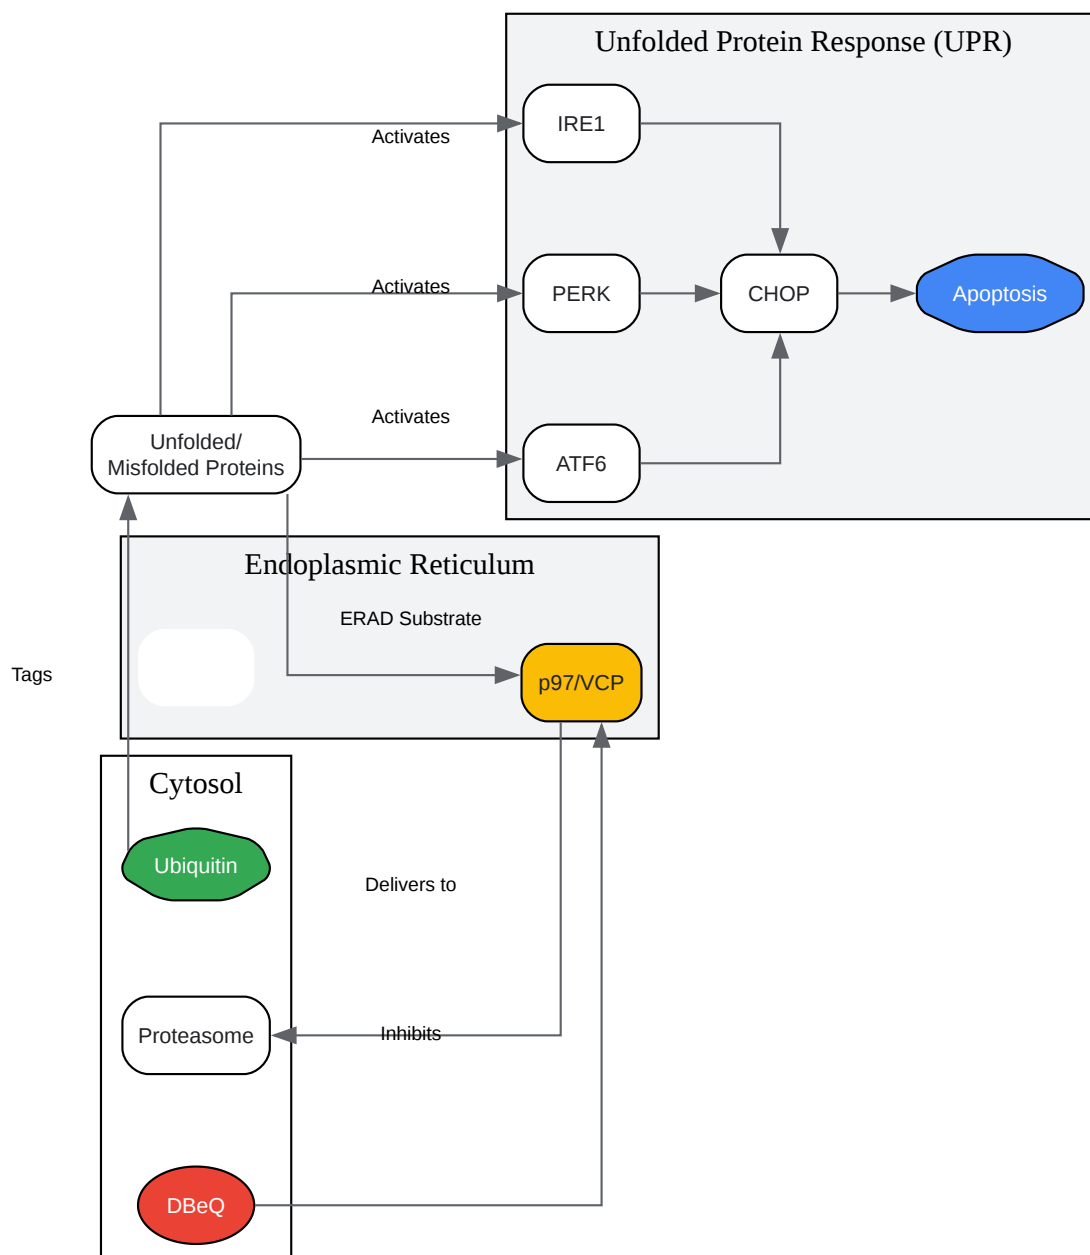 Unfolded Protein Response (UPR)
IRE1
Activates
Activates
PERK
CHOP
Apoptosis
Activates
Unfolded/
Misfolded Proteins
ATF6
Endoplasmic Reticulum
ERAD Substrate
Tags
p97/VCP
Cytosol
Ubiquitin
Delivers to
Proteasome
Inhibits
DBeQ